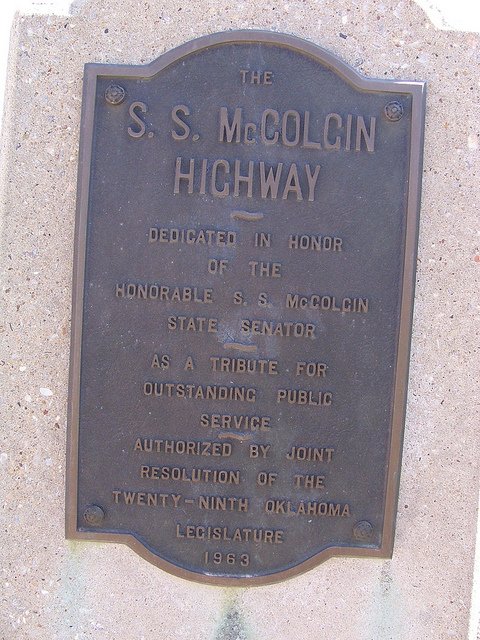 THE
S. S. McCOLGIN
HIGHWAY
DEDICATED IN HONOR
OF THE
HONORABLE S. S. McCOLGIN
STATE SENATOR
AS A TRIBUTE FOR
OUTSTANDING PUBLIC
SERVICE
AUTHORIZED BY JOINT
RESOLUTION OF THE
TWENTY-NINTH OKLAHOMA
LEGISLATURE
1963